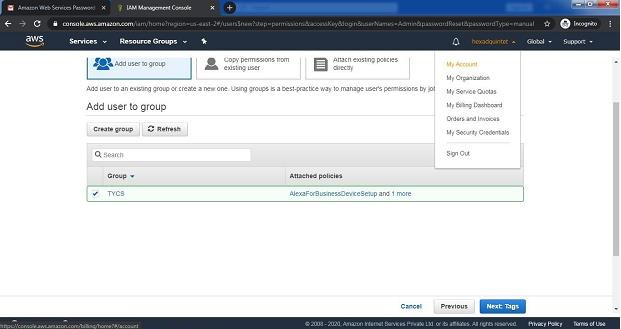 Amazon Web Services Password
IAM Management Console
console.aws.amazon.com/iam/home?region=us-east-2#/users$new?step=permissions&accessKey&login&userNames=Admin&passwordReset&passwordType=manual
Incognito
aws
Services
Resource Groups
hexadquintet
Global
Support
Add user to group
Copy permissions from
existing user
Attach existing policies
directly
My Account
My Organization
My Service Quotas
My Billing Dashboard
Orders and Invoices
My Security Credentials
Sign Out
Add user to an existing group or create a new one. Using groups is a best-practice way to manage user's permissions by
Add user to group
Create group
Refresh
Search
Group
Attached policies
TYCS
AlexaForBusinessDeviceSetup and 1 more
Cancel
Previous
Next: Tags
https://console.aws.amazon.com/billing/home?#/account
© 2008 - 2020, Amazon Internet Services Private Ltd. or its affiliates. All rights reserved.
Privacy Policy
Terms of Use